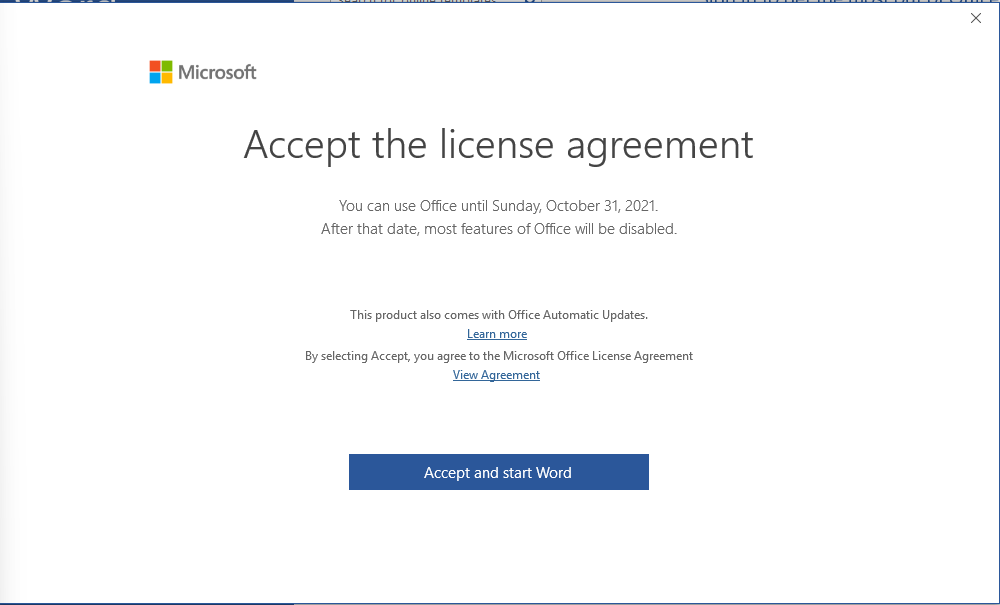 Microsoft
Accept the license agreement
You can use Office until Sunday, October 31, 2021.
After that date, most features of Office will be disabled.
This product also comes with Office Automatic Updates.
Learn more
By selecting Accept, you agree to the Microsoft Office License Agreement
View Agreement
Accept and start Word